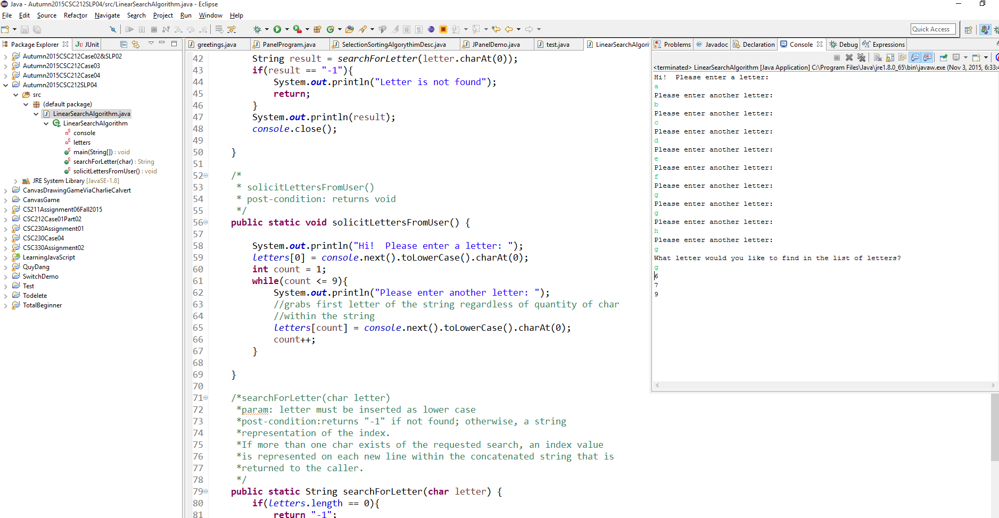 Java - Autumn2015CSC212SLP04/src/LinearSearchAlgorithm.java - Eclipse
File Edit Source Refactor Navigate Search Project Run Window Help
Quick Access
Package Explorer JUnit
Autumn2015CSC212Case02&SLP02
Autumn2015CSC212Case03
Autumn2015CSC212Case04
Autumn2015CSC212SLP04
src
(default package)
LinearSearchAlgorithm.java
LinearSearchAlgorithm
console
letters
main(String[]) : void
searchForLetter(char) : String
solicitLettersFromUser() : void
JRE System Library [JavaSE-1.8]
CanvasDrawingGameViaCharlieCalvert
CanvasGame
CS211Assignment06Fall2015
CSC212Case01Part02
CSC230Assignment01
CSC230Case04
CSC330Assignment02
LearningJavaScript
QuyDang
SwitchDemo
Test
Todelete
TotalBeginner
greetings.java PanelProgram.java SelectionSortingAlgorythimDesc.java JPanelDemo.java test.java LinearSearchAlgori
42 String result = searchForLetter(letter.charAt(0));
43 if(result == "-1"){
44 System.out.println("Letter is not found");
45 return;
46 }
47 System.out.println(result);
48 console.close();
49
50 }
51
52 /*
53 * solicitLettersFromUser()
54 * post-condition: returns void
55 */
56 public static void solicitLettersFromUser() {
57
58 System.out.println("Hi!  Please enter a letter: ");
59 letters[0] = console.next().toLowerCase().charAt(0);
60 int count = 1;
61 while(count <= 9){
62 System.out.println("Please enter another letter: ");
63 //grabs first letter of the string regardless of quantity of char
64 //within the string
65 letters[count] = console.next().toLowerCase().charAt(0);
66 count++;
67 }
68
69 }
70
71 /*searchForLetter(char letter)
72 *param: letter must be inserted as lower case
73 *post-condition:returns "-1" if not found; otherwise, a string
74 *representation of the index.
75 *If more than one char exists of the requested search, an index value
76 *is represented on each new line within the concatenated string that is
77 *returned to the caller.
78 */
79 public static String searchForLetter(char letter) {
80 if(letters.length == 0){
81 return "-1";
Problems @ Javadoc Declaration Console Debug Expressions
<terminated> LinearSearchAlgorithm [Java Application] C:\Program Files\Java\jre1.8.0_65\bin\javaw.exe (Nov 3, 2015, 6:33:4
Hi!  Please enter a letter:
a
Please enter another letter:
b
Please enter another letter:
c
Please enter another letter:
d
Please enter another letter:
e
Please enter another letter:
f
Please enter another letter:
g
Please enter another letter:
g
Please enter another letter:
h
Please enter another letter:
g
What letter would you like to find in the list of letters?
g
6
7
9